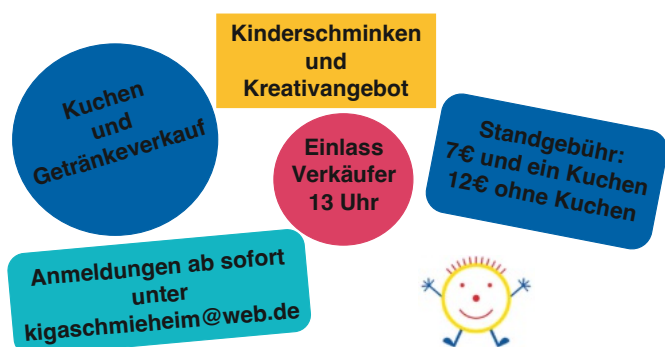 Kinderschminken
und
Kreativangebot
Kuchen
und
Getränkeverkauf
Einlass
Verkäufer
13 Uhr
Standgebühr:
7€ und ein Kuchen
12€ ohne Kuchen
Anmeldungen ab sofort
unter
kigaschmieheim@web.de